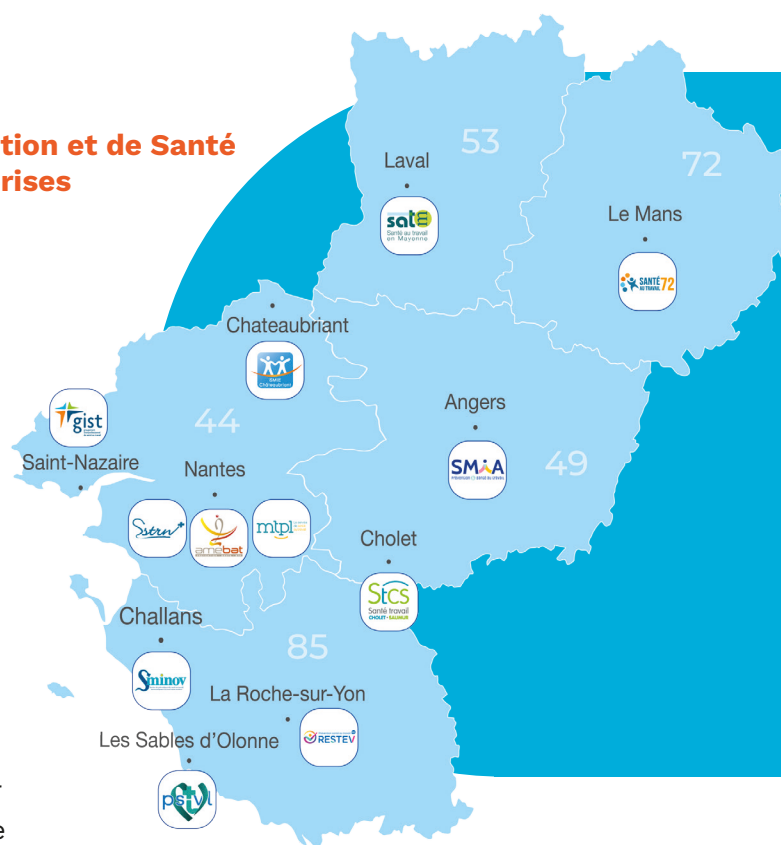 tion et de Santé
rises
53
72
Laval
satm
Santé au travail
en Mayenne
Le Mans
SANTÉ
AU TRAVAIL 72
Chateaubriant
Châteaubriant
44
gist
Saint-Nazaire
Nantes
Sstrn
amebat
mtpl
Angers
49
SMiA
Cholet
StCS
Santé travail
CHOLET - SAUMUR
Challans
Sminov
85
La Roche-sur-Yon
RESTEV
Les Sables d'Olonne
pstvl
e